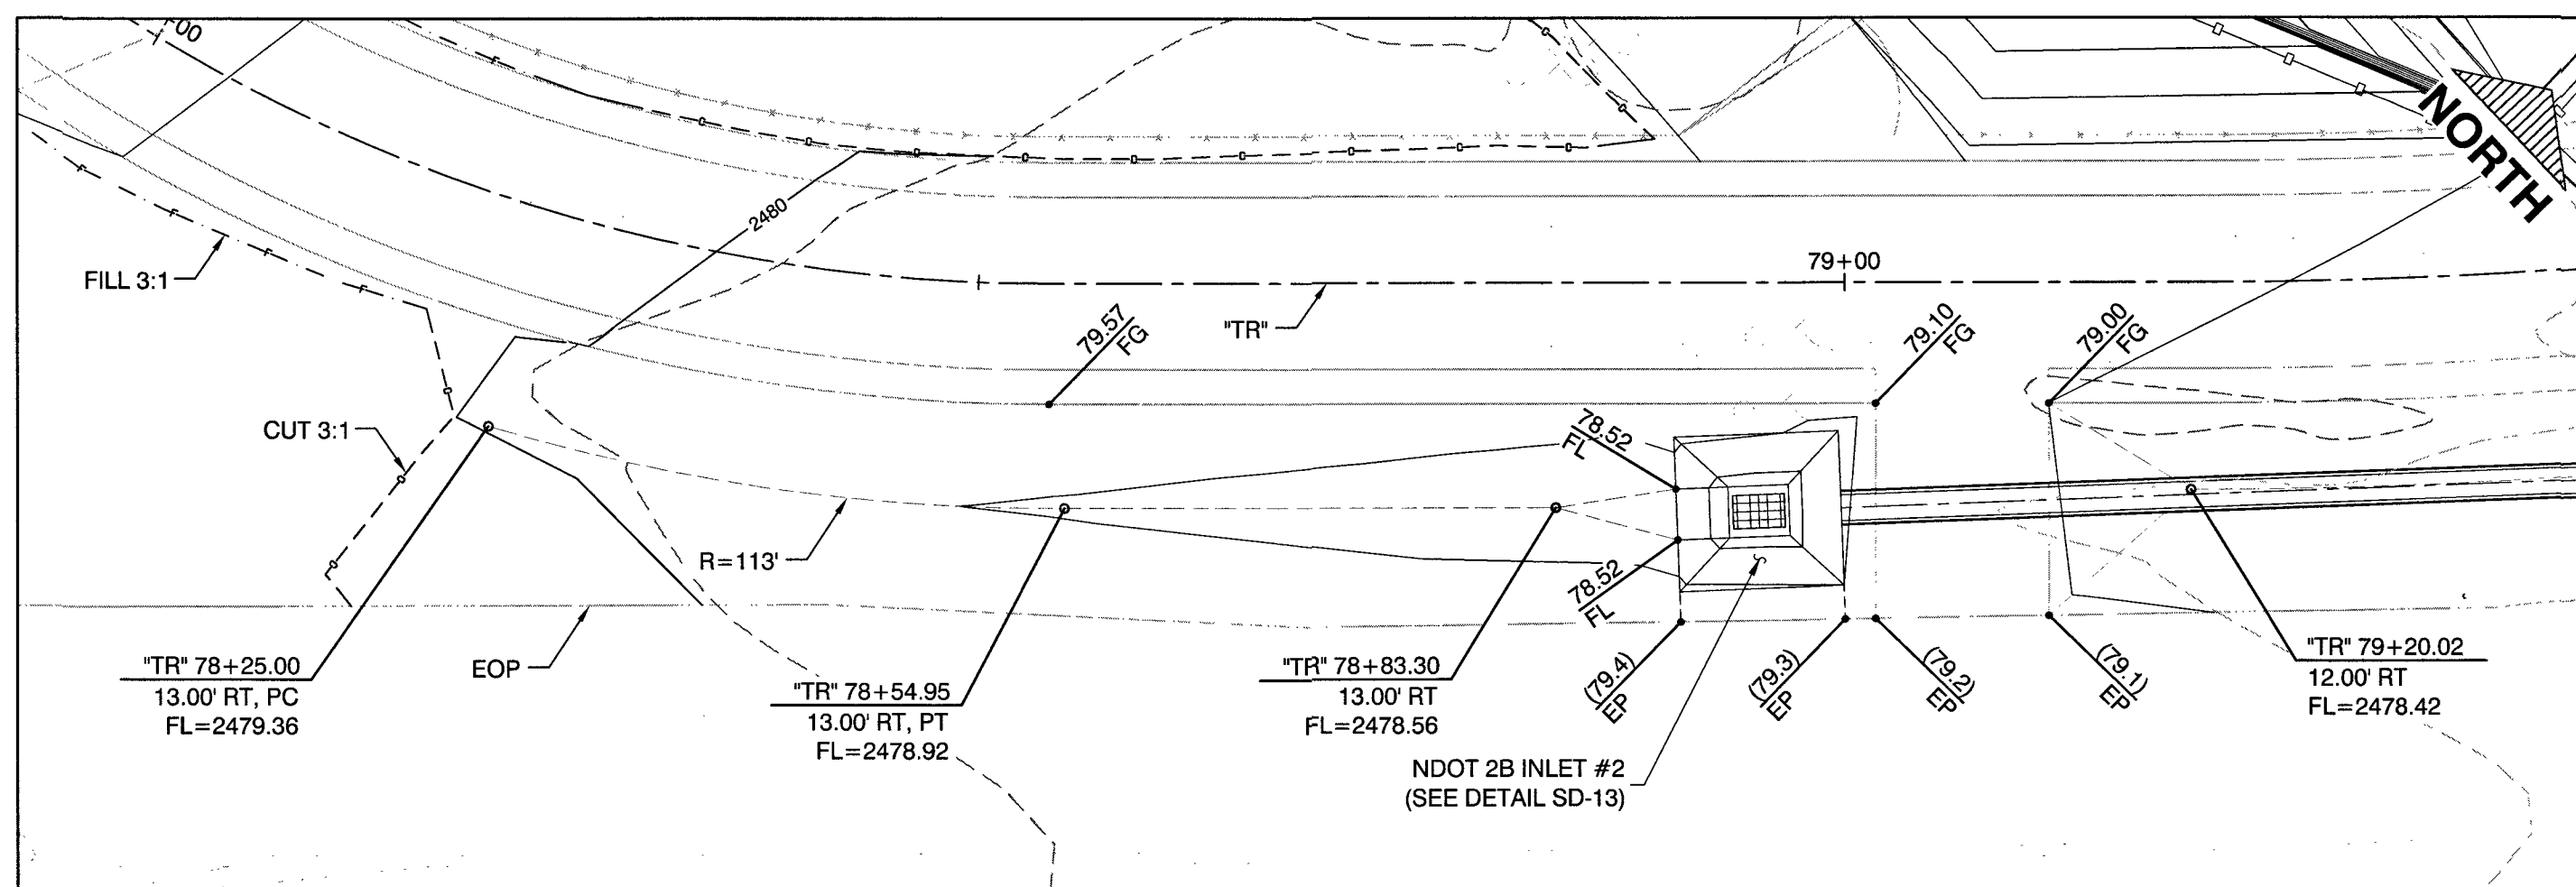 +00
NORTH
2480
FILL 3:1
79+00
"TR"
79.57
FG
79.10
FG
79.00
FG
CUT 3:1
78.52
FL
R=113'
78.52
FL
EOP
"TR" 78+25.00
13.00' RT, PC
FL=2479.36
"TR" 78+54.95
13.00' RT, PT
FL=2478.92
"TR" 78+83.30
13.00' RT
FL=2478.56
(79.4)
EP
(79.3)
EP
(79.2)
EP
(79.1)
EP
"TR" 79+20.02
12.00' RT
FL=2478.42
NDOT 2B INLET #2
(SEE DETAIL SD-13)